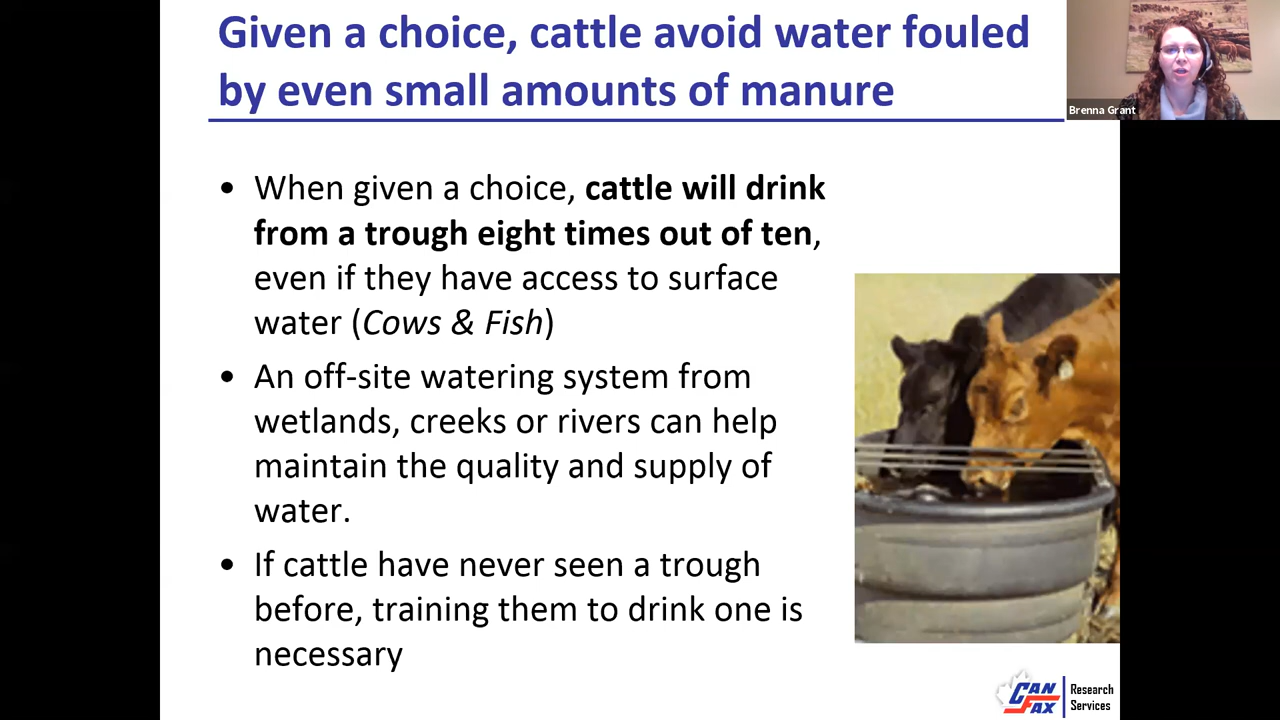 Given a choice, cattle avoid water fouled
by even small amounts of manure
Brenna Grant
• When given a choice, cattle will drink
from a trough eight times out of ten,
even if they have access to surface
water (Cows & Fish)
• An off-site watering system from
wetlands, creeks or rivers can help
maintain the quality and supply of
water.
• If cattle have never seen a trough
before, training them to drink one is
necessary
CAN
FAX
Research
Services